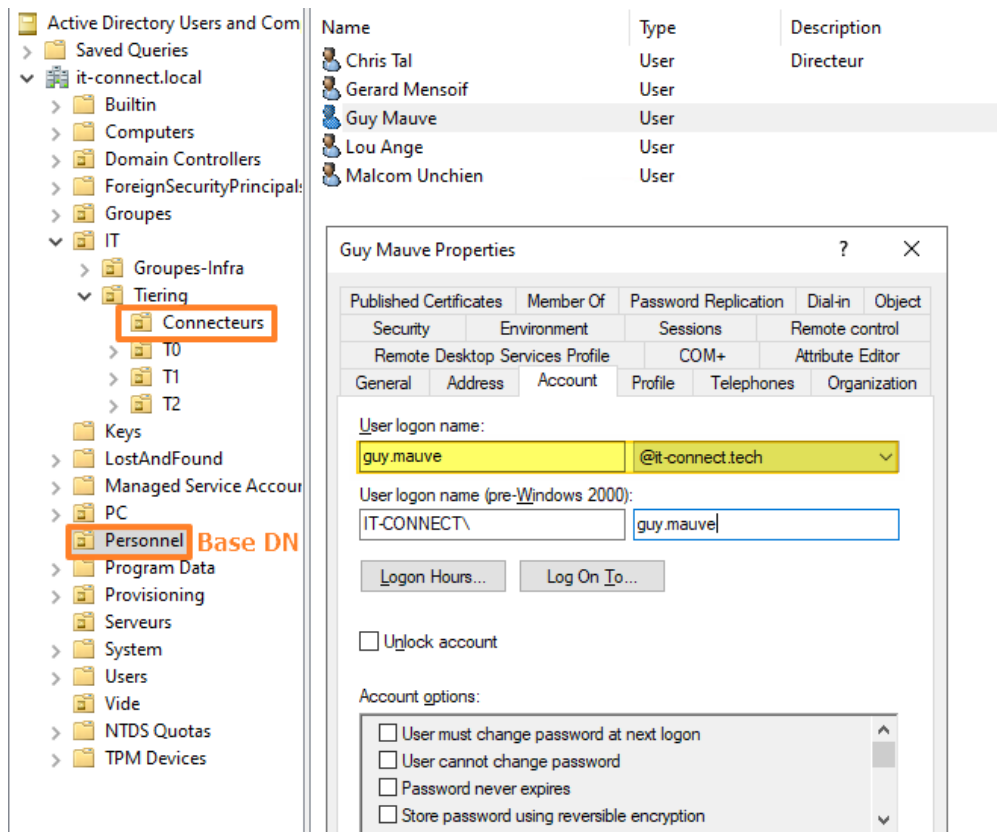 Active Directory Users and Com
Saved Queries
it-connect.local
Builtin
Computers
Domain Controllers
ForeignSecurityPrincipals
Groupes
IT
Groupes-Infra
Tiering
Connecteurs
T0
T1
T2
Keys
LostAndFound
Managed Service Accour
PC
Personnel Base DN
Program Data
Provisioning
Serveurs
System
Users
Vide
NTDS Quotas
TPM Devices
Name Type Description
Chris Tal User Directeur
Gerard Mensoif User
Guy Mauve User
Lou Ange User
Malcom Unchien User
Guy Mauve Properties ?
Published Certificates Member Of Password Replication Dial-in Object
Security Environment Sessions Remote control
Remote Desktop Services Profile COM+ Attribute Editor
General Address Account Profile Telephones Organization
User logon name:
guy.mauve @it-connect.tech
User logon name (pre-Windows 2000):
IT-CONNECT\ guy.mauve
Logon Hours... Log On To...
Unlock account
Account options:
User must change password at next logon
User cannot change password
Password never expires
Store password using reversible encryption